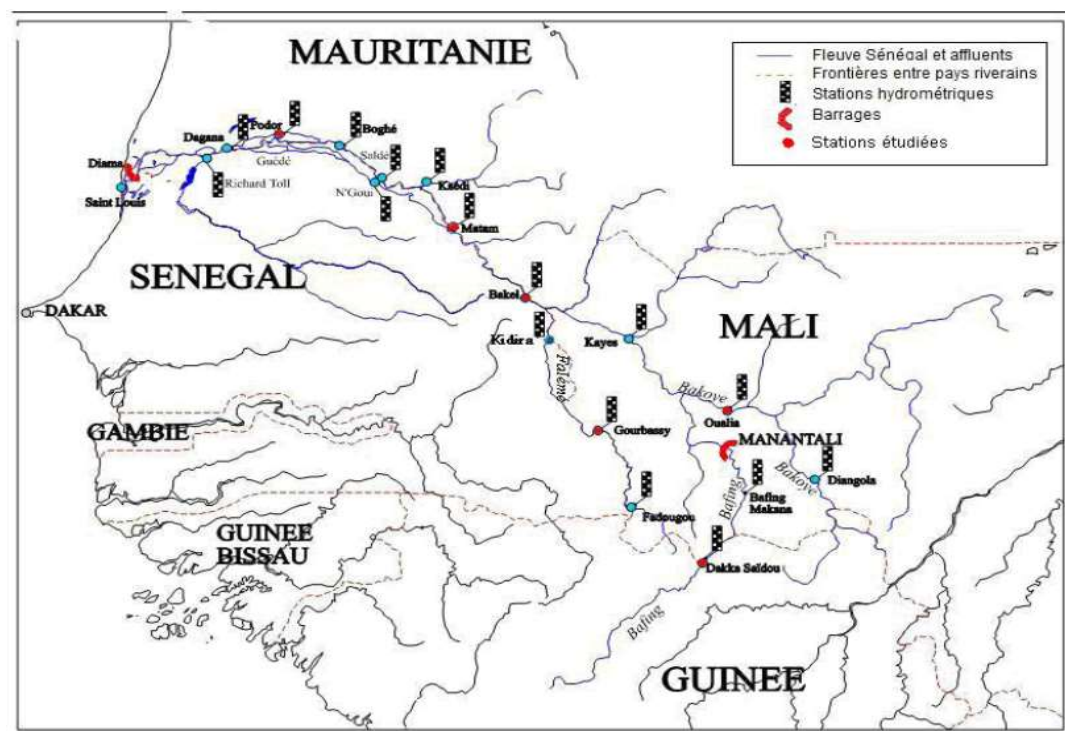 MAURITANIE
Fleuve Sénégal et affluents
Frontières entre pays riverains
Stations hydrométriques
Barrages
Stations étudiées
Podor
Dagana
Boghé
Diama
Guédé
Saldé
Richard Toll
N'Goui
Kaédi
Saint Louis
Matam
SENEGAL
Bakel
DAKAR
MALI
Kidira
Kayes
Falémé
Bakoye
Oualia
GAMBIE
Gourbassy
MANANTALI
Bakoye
Diangola
Bafing
Bafing
Makana
Fadougou
GUINEE
BISSAU
Dakka Saïdou
Bafing
GUINEE